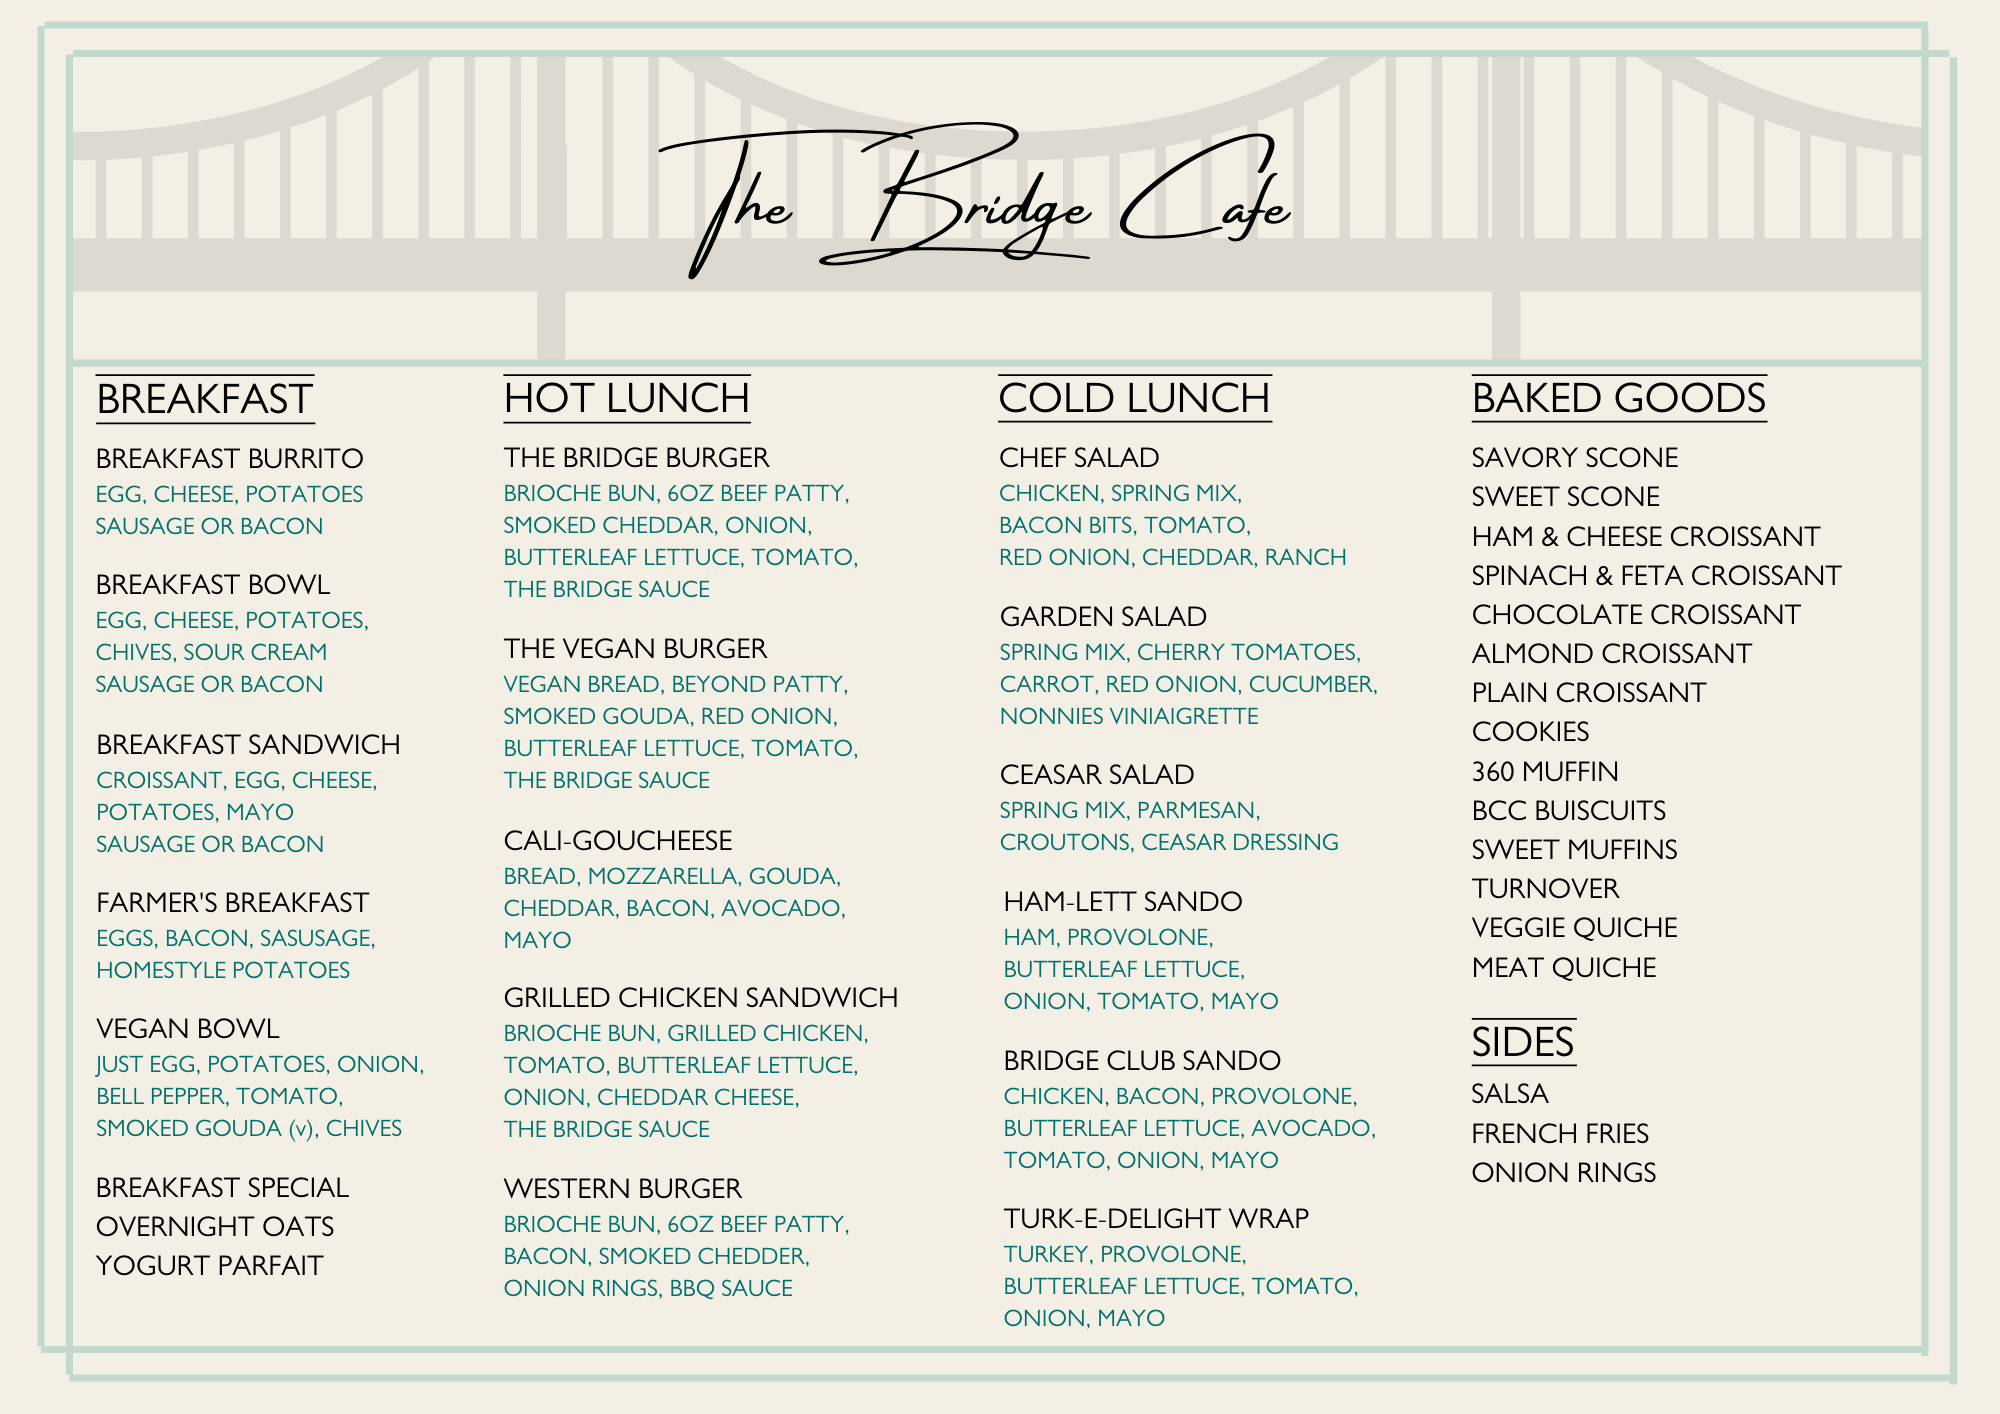 The Bridge Cafe
BREAKFAST
BREAKFAST BURRITO
EGG, CHEESE, POTATOES
SAUSAGE OR BACON
BREAKFAST BOWL
EGG, CHEESE, POTATOES,
CHIVES, SOUR CREAM
SAUSAGE OR BACON
BREAKFAST SANDWICH
CROISSANT, EGG, CHEESE,
POTATOES, MAYO
SAUSAGE OR BACON
FARMER'S BREAKFAST
EGGS, BACON, SASUSAGE,
HOMESTYLE POTATOES
VEGAN BOWL
JUST EGG, POTATOES, ONION,
BELL PEPPER, TOMATO,
SMOKED GOUDA (v), CHIVES
BREAKFAST SPECIAL
OVERNIGHT OATS
YOGURT PARFAIT
HOT LUNCH
THE BRIDGE BURGER
BRIOCHE BUN, 6OZ BEEF PATTY,
SMOKED CHEDDAR, ONION,
BUTTERLEAF LETTUCE, TOMATO,
THE BRIDGE SAUCE
THE VEGAN BURGER
VEGAN BREAD, BEYOND PATTY,
SMOKED GOUDA, RED ONION,
BUTTERLEAF LETTUCE, TOMATO,
THE BRIDGE SAUCE
CALI-GOUCHEESE
BREAD, MOZZARELLA, GOUDA,
CHEDDAR, BACON, AVOCADO,
MAYO
GRILLED CHICKEN SANDWICH
BRIOCHE BUN, GRILLED CHICKEN,
TOMATO, BUTTERLEAF LETTUCE,
ONION, CHEDDAR CHEESE,
THE BRIDGE SAUCE
WESTERN BURGER
BRIOCHE BUN, 6OZ BEEF PATTY,
BACON, SMOKED CHEDDER,
ONION RINGS, BBQ SAUCE
COLD LUNCH
CHEF SALAD
CHICKEN, SPRING MIX,
BACON BITS, TOMATO,
RED ONION, CHEDDAR, RANCH
GARDEN SALAD
SPRING MIX, CHERRY TOMATOES,
CARROT, RED ONION, CUCUMBER,
NONNIES VINIAIGRETTE
CEASAR SALAD
SPRING MIX, PARMESAN,
CROUTONS, CEASAR DRESSING
HAM-LETT SANDO
HAM, PROVOLONE,
BUTTERLEAF LETTUCE,
ONION, TOMATO, MAYO
BRIDGE CLUB SANDO
CHICKEN, BACON, PROVOLONE,
BUTTERLEAF LETTUCE, AVOCADO,
TOMATO, ONION, MAYO
TURK-E-DELIGHT WRAP
TURKEY, PROVOLONE,
BUTTERLEAF LETTUCE, TOMATO,
ONION, MAYO
BAKED GOODS
SAVORY SCONE
SWEET SCONE
HAM & CHEESE CROISSANT
SPINACH & FETA CROISSANT
CHOCOLATE CROISSANT
ALMOND CROISSANT
PLAIN CROISSANT
COOKIES
360 MUFFIN
BCC BUISCUITS
SWEET MUFFINS
TURNOVER
VEGGIE QUICHE
MEAT QUICHE
SIDES
SALSA
FRENCH FRIES
ONION RINGS